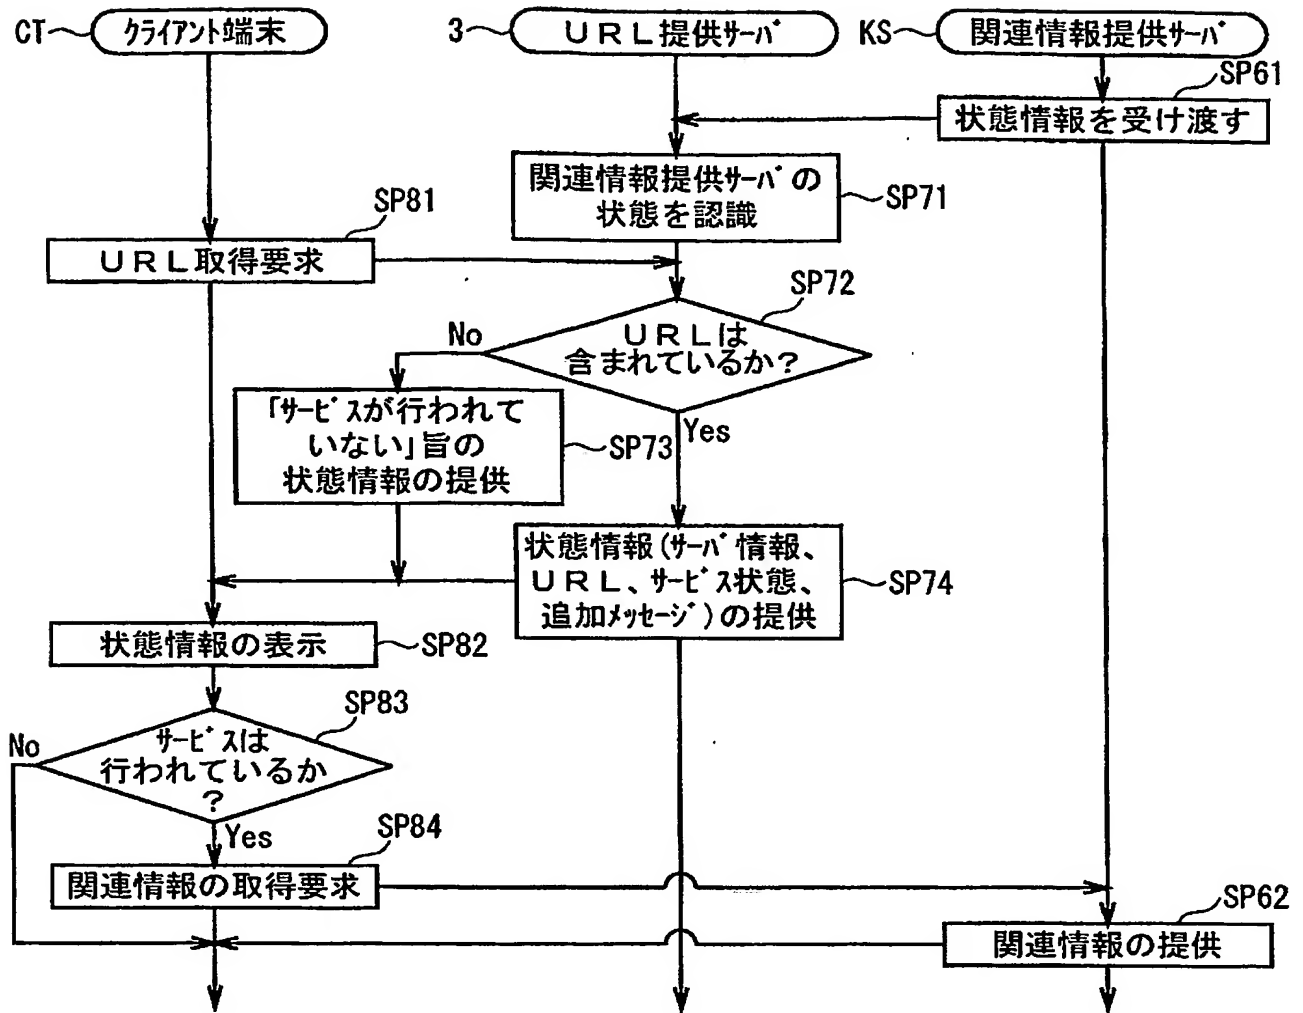 CT
クライアント端末
3
URL提供サーバ
KS
関連情報提供サーバ
SP61
状態情報を受け渡す
関連情報提供サーバの
状態を認識
SP71
SP81
URL取得要求
SP72
URLは
含まれているか?
No
Yes
「サービスが行われて
いない」旨の
状態情報の提供
SP73
状態情報(サーバ情報、
URL、サービス状態、
追加メッセージ)の提供
SP74
状態情報の表示
SP82
SP83
サービスは
行われているか
?
No
Yes
SP84
関連情報の取得要求
SP62
関連情報の提供